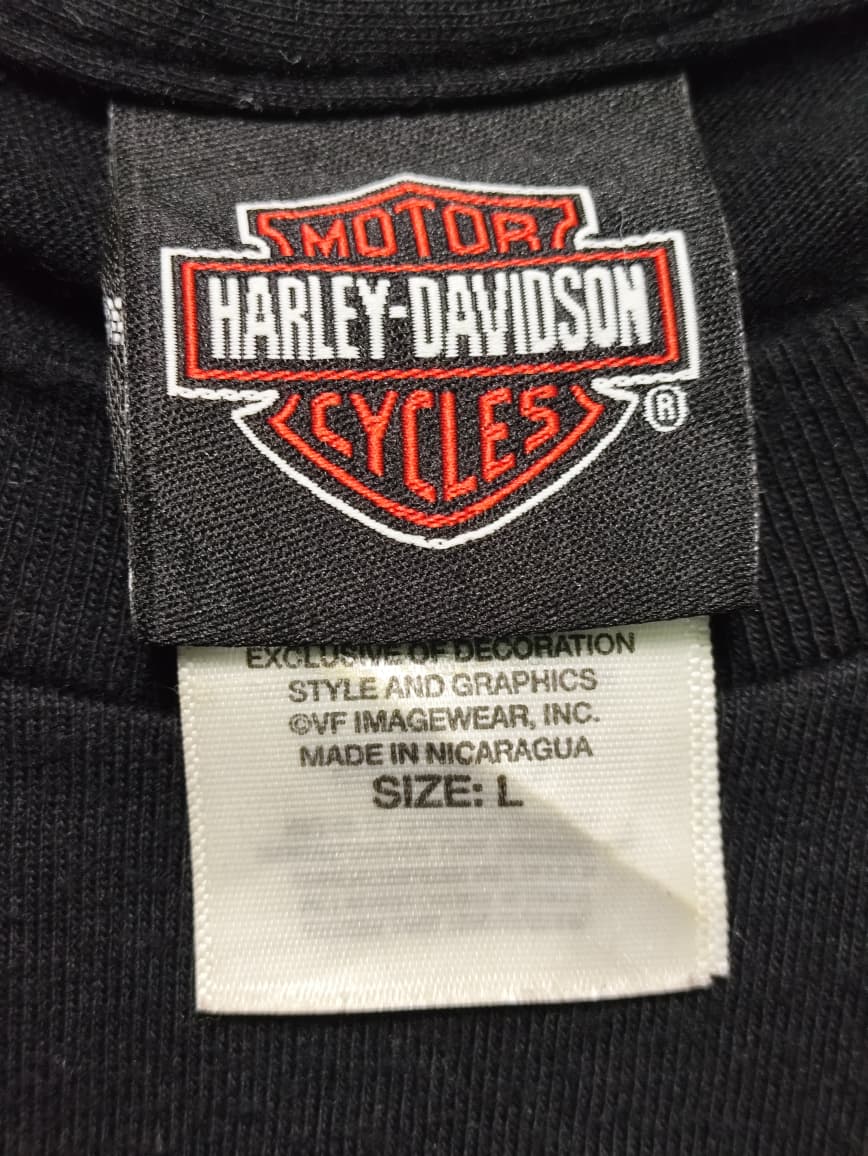 MOTOR
HARLEY-DAVIDSON
CYCLES
®
EXCLUSIVE OF DECORATION
STYLE AND GRAPHICS
©VF IMAGEWEAR, INC.
MADE IN NICARAGUA
SIZE: L